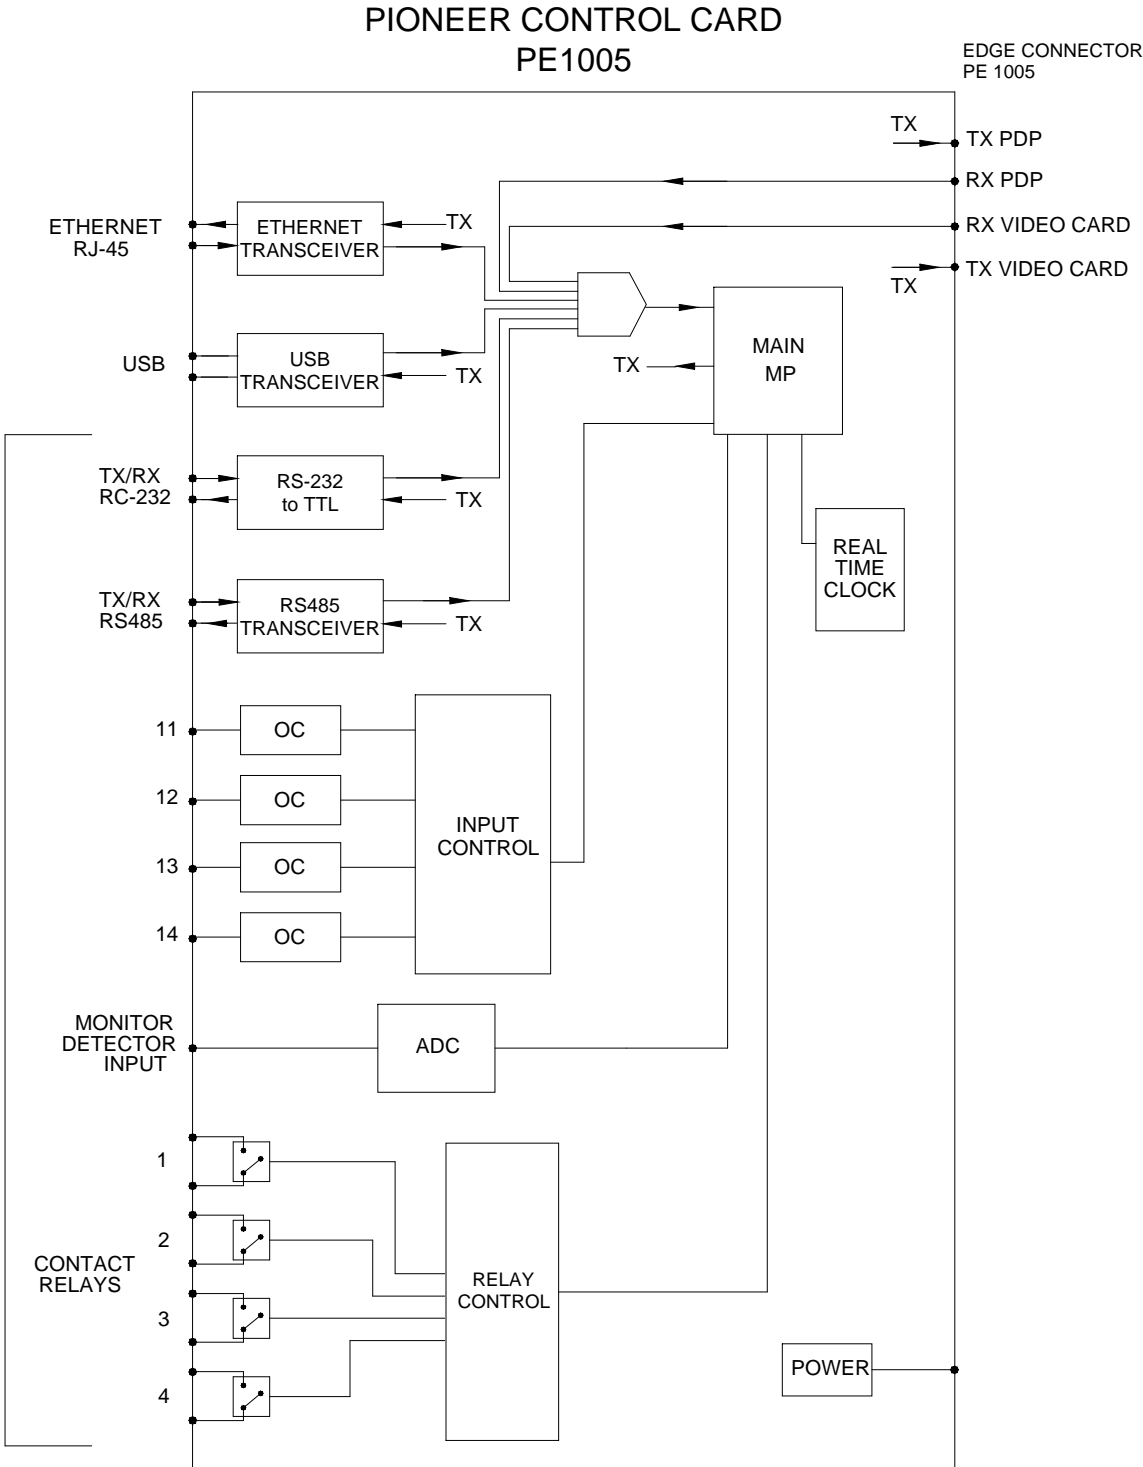 PIONEER CONTROL CARD
PE1005
EDGE CONNECTOR
PE 1005
TX
TX PDP
RX PDP
RX VIDEO CARD
TX
TX VIDEO CARD
ETHERNET
RJ-45
ETHERNET
TRANSCEIVER
TX
USB
USB
TRANSCEIVER
TX
TX
MAIN
MP
TX/RX
RC-232
RS-232
to TTL
TX
REAL
TIME
CLOCK
TX/RX
RS485
RS485
TRANSCEIVER
TX
11
OC
12
OC
13
OC
14
OC
INPUT
CONTROL
MONITOR
DETECTOR
INPUT
ADC
1
2
CONTACT
RELAYS
3
4
RELAY
CONTROL
POWER